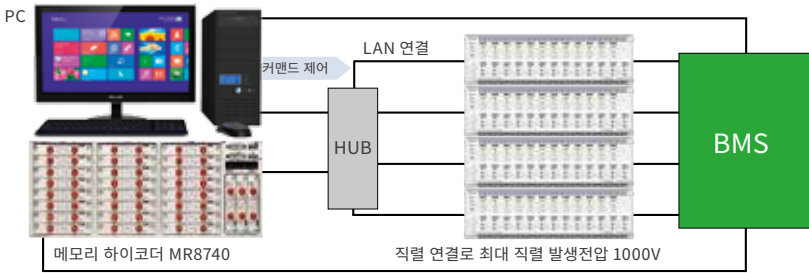 PC
LAN 연결
커맨드 제어
HUB
BMS
메모리 하이코더 MR8740
직렬 연결로 최대 직렬 발생전압 1000V